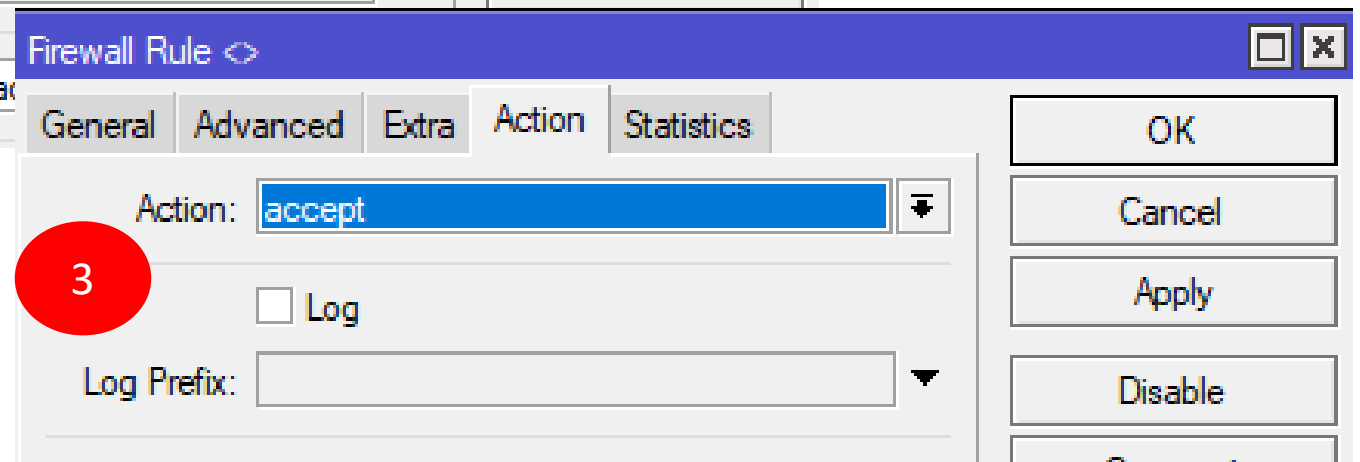 Firewall Rule <>
General Advanced Extra Action Statistics
OK
Action: accept
Cancel
3
Log
Apply
Log Prefix:
Disable